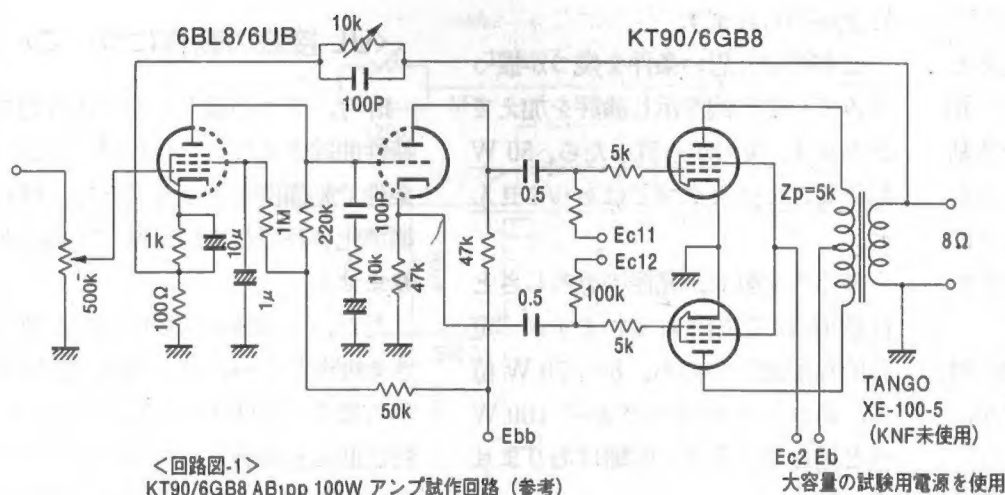 6BL8/6UB
10k
100P
KT90/6GB8
5k
0.5
Zp=5k
1M
220k
100P
47k
Ec11
Ec12
8Ω
1k
10μ
10k
47k
500k
100Ω
1μ
0.5
100k
5k
50k
Ebb
TANGO
XE-100-5
(KNF未使用)
Ec2 Eb
大容量の試験用電源を使用
<回路図-1>
KT90/6GB8 AB₁pp 100W アンプ試作回路(参考)